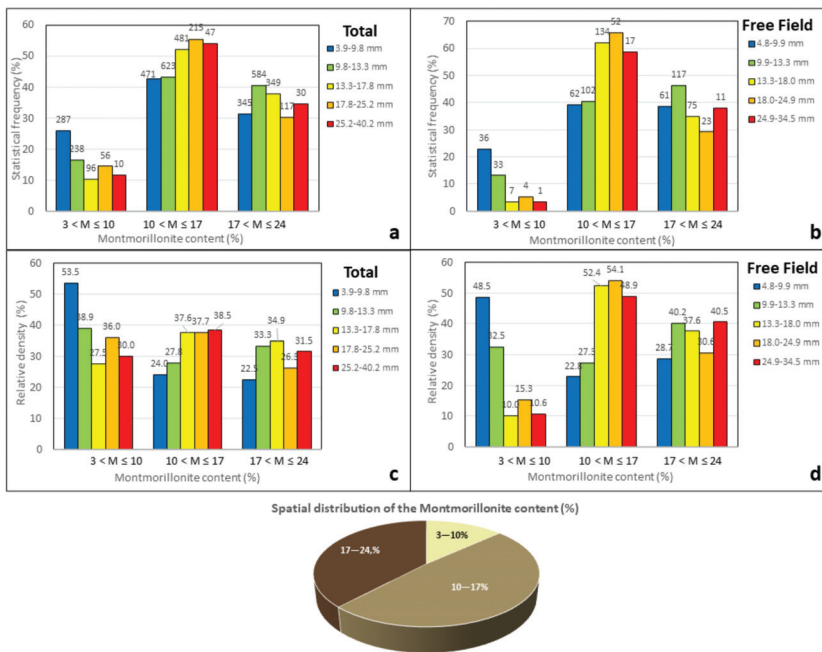 Total
3.9-9.8 mm
9.8-13.3 mm
13.3-17.8 mm
17.8-25.2 mm
25.2-40.2 mm
Statistical frequency (%)
60
50
40
30
20
10
0
287
238
96
56
10
471
623
481
215
47
345
584
349
117
30
3 < M ≤ 10
10 < M ≤ 17
17 < M ≤ 24
Montmorillonite content (%)
a
Free Field
4.8-9.9 mm
9.9-13.3 mm
13.3-18.0 mm
18.0-24.9 mm
24.9-34.5 mm
Statistical frequency (%)
70
60
50
40
30
20
10
0
36
33
7
4
1
62
102
134
52
17
61
117
75
23
11
3 < M ≤ 10
10 < M ≤ 17
17 < M ≤ 24
Montmorillonite content (%)
b
Total
3.9-9.8 mm
9.8-13.3 mm
13.3-17.8 mm
17.8-25.2 mm
25.2-40.2 mm
Relative density (%)
60
50
40
30
20
10
0
53.5
38.9
27.5
36.0
30.0
24.0
27.8
37.6
37.7
38.5
22.5
33.3
34.9
26.3
31.5
3 < M ≤ 10
10 < M ≤ 17
17 < M ≤ 24
Montmorillonite content (%)
c
Free Field
4.8-9.9 mm
9.9-13.3 mm
13.3-18.0 mm
18.0-24.9 mm
24.9-34.5 mm
Relative density (%)
60
50
40
30
20
10
0
48.5
32.5
10.0
15.3
10.6
22.8
27.3
52.4
54.1
48.9
28.7
40.2
37.6
30.6
40.5
3 < M ≤ 10
10 < M ≤ 17
17 < M ≤ 24
Montmorillonite content (%)
d
Spatial distribution of the Montmorillonite content (%)
3—10%
17—24,%
10—17%